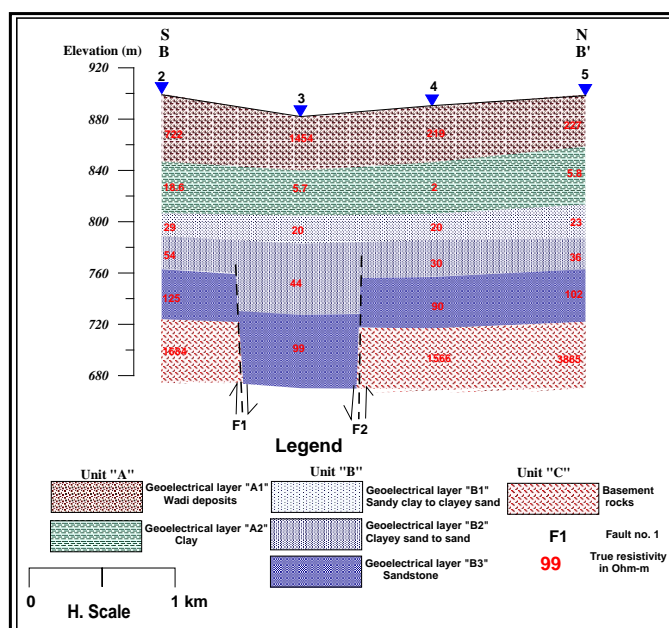 S N
Elevation (m) B B'
920
2 3 4 5
880
722 1454 219 227
840
18.6 5.7 2 5.8
800
29 20 20 23
54 44 30 36
760
125 99 90 102
720
1684 1566 3865
680
F1 F2
Legend
Unit "A" Unit "B" Unit "C"
Geoelectrical layer "A1"
Wadi deposits
Geoelectrical layer "A2"
Clay
Geoelectrical layer "B1"
Sandy clay to clayey sand
Geoelectrical layer "B2"
Clayey sand to sand
Geoelectrical layer "B3"
Sandstone
Basement
rocks
F1 Fault no. 1
99 True resistivity
in Ohm-m
0 1 km
H. Scale